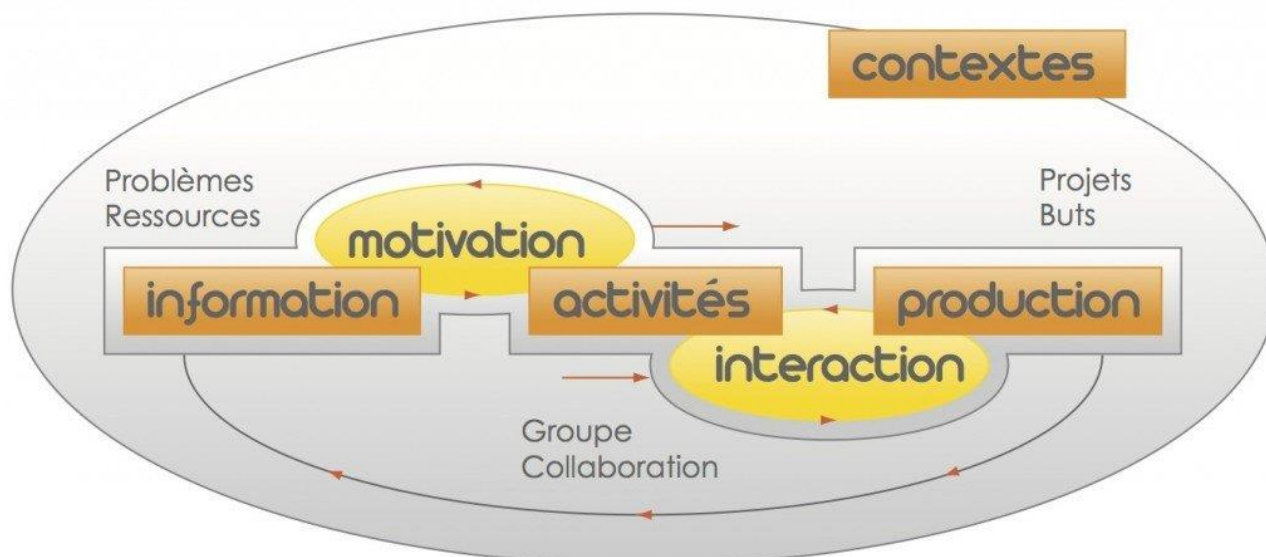 contextes
Problèmes
Ressources
Projets
Buts
motivation
information
activités
production
interaction
Groupe
Collaboration